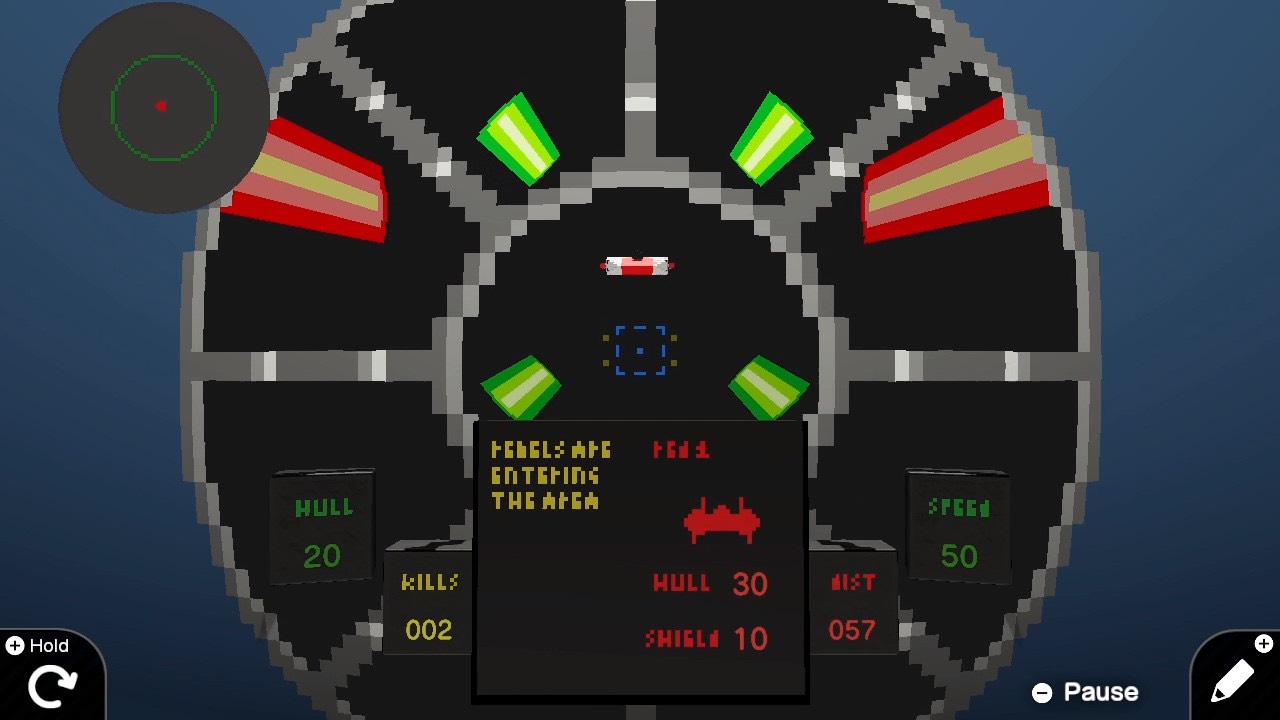 REBELS ARE
ENTERING
THE AREA
RED 1
HULL 30
SHIELD 10
HULL
20
KILLS
002
DIST
057
SPEED
50
+ Hold
- Pause
+